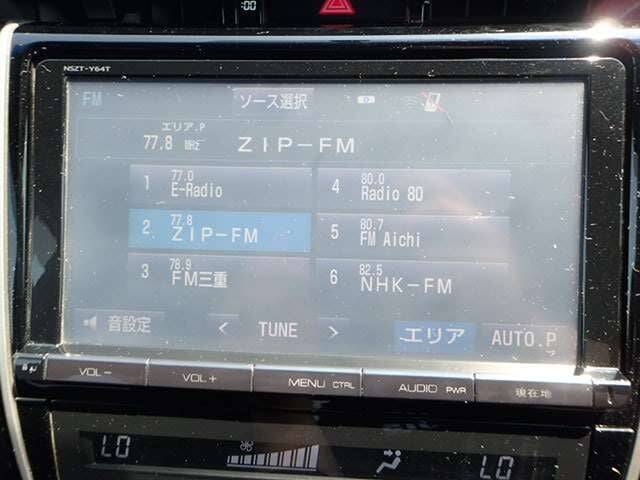 :00
NSZT-Y64T
FM ソース選択
エリア.P
77.8 ZIP-FM
1 77.0 E-Radio
4 80.0 Radio 80
2 77.8 ZIP-FM
5 80.7 FM Aichi
3 78.9 FM三重
6 82.5 NHK-FM
音設定 < TUNE > エリア AUTO.P
VOL- VOL+ MENU CTRL AUDIO PWR 現在地
LO LO